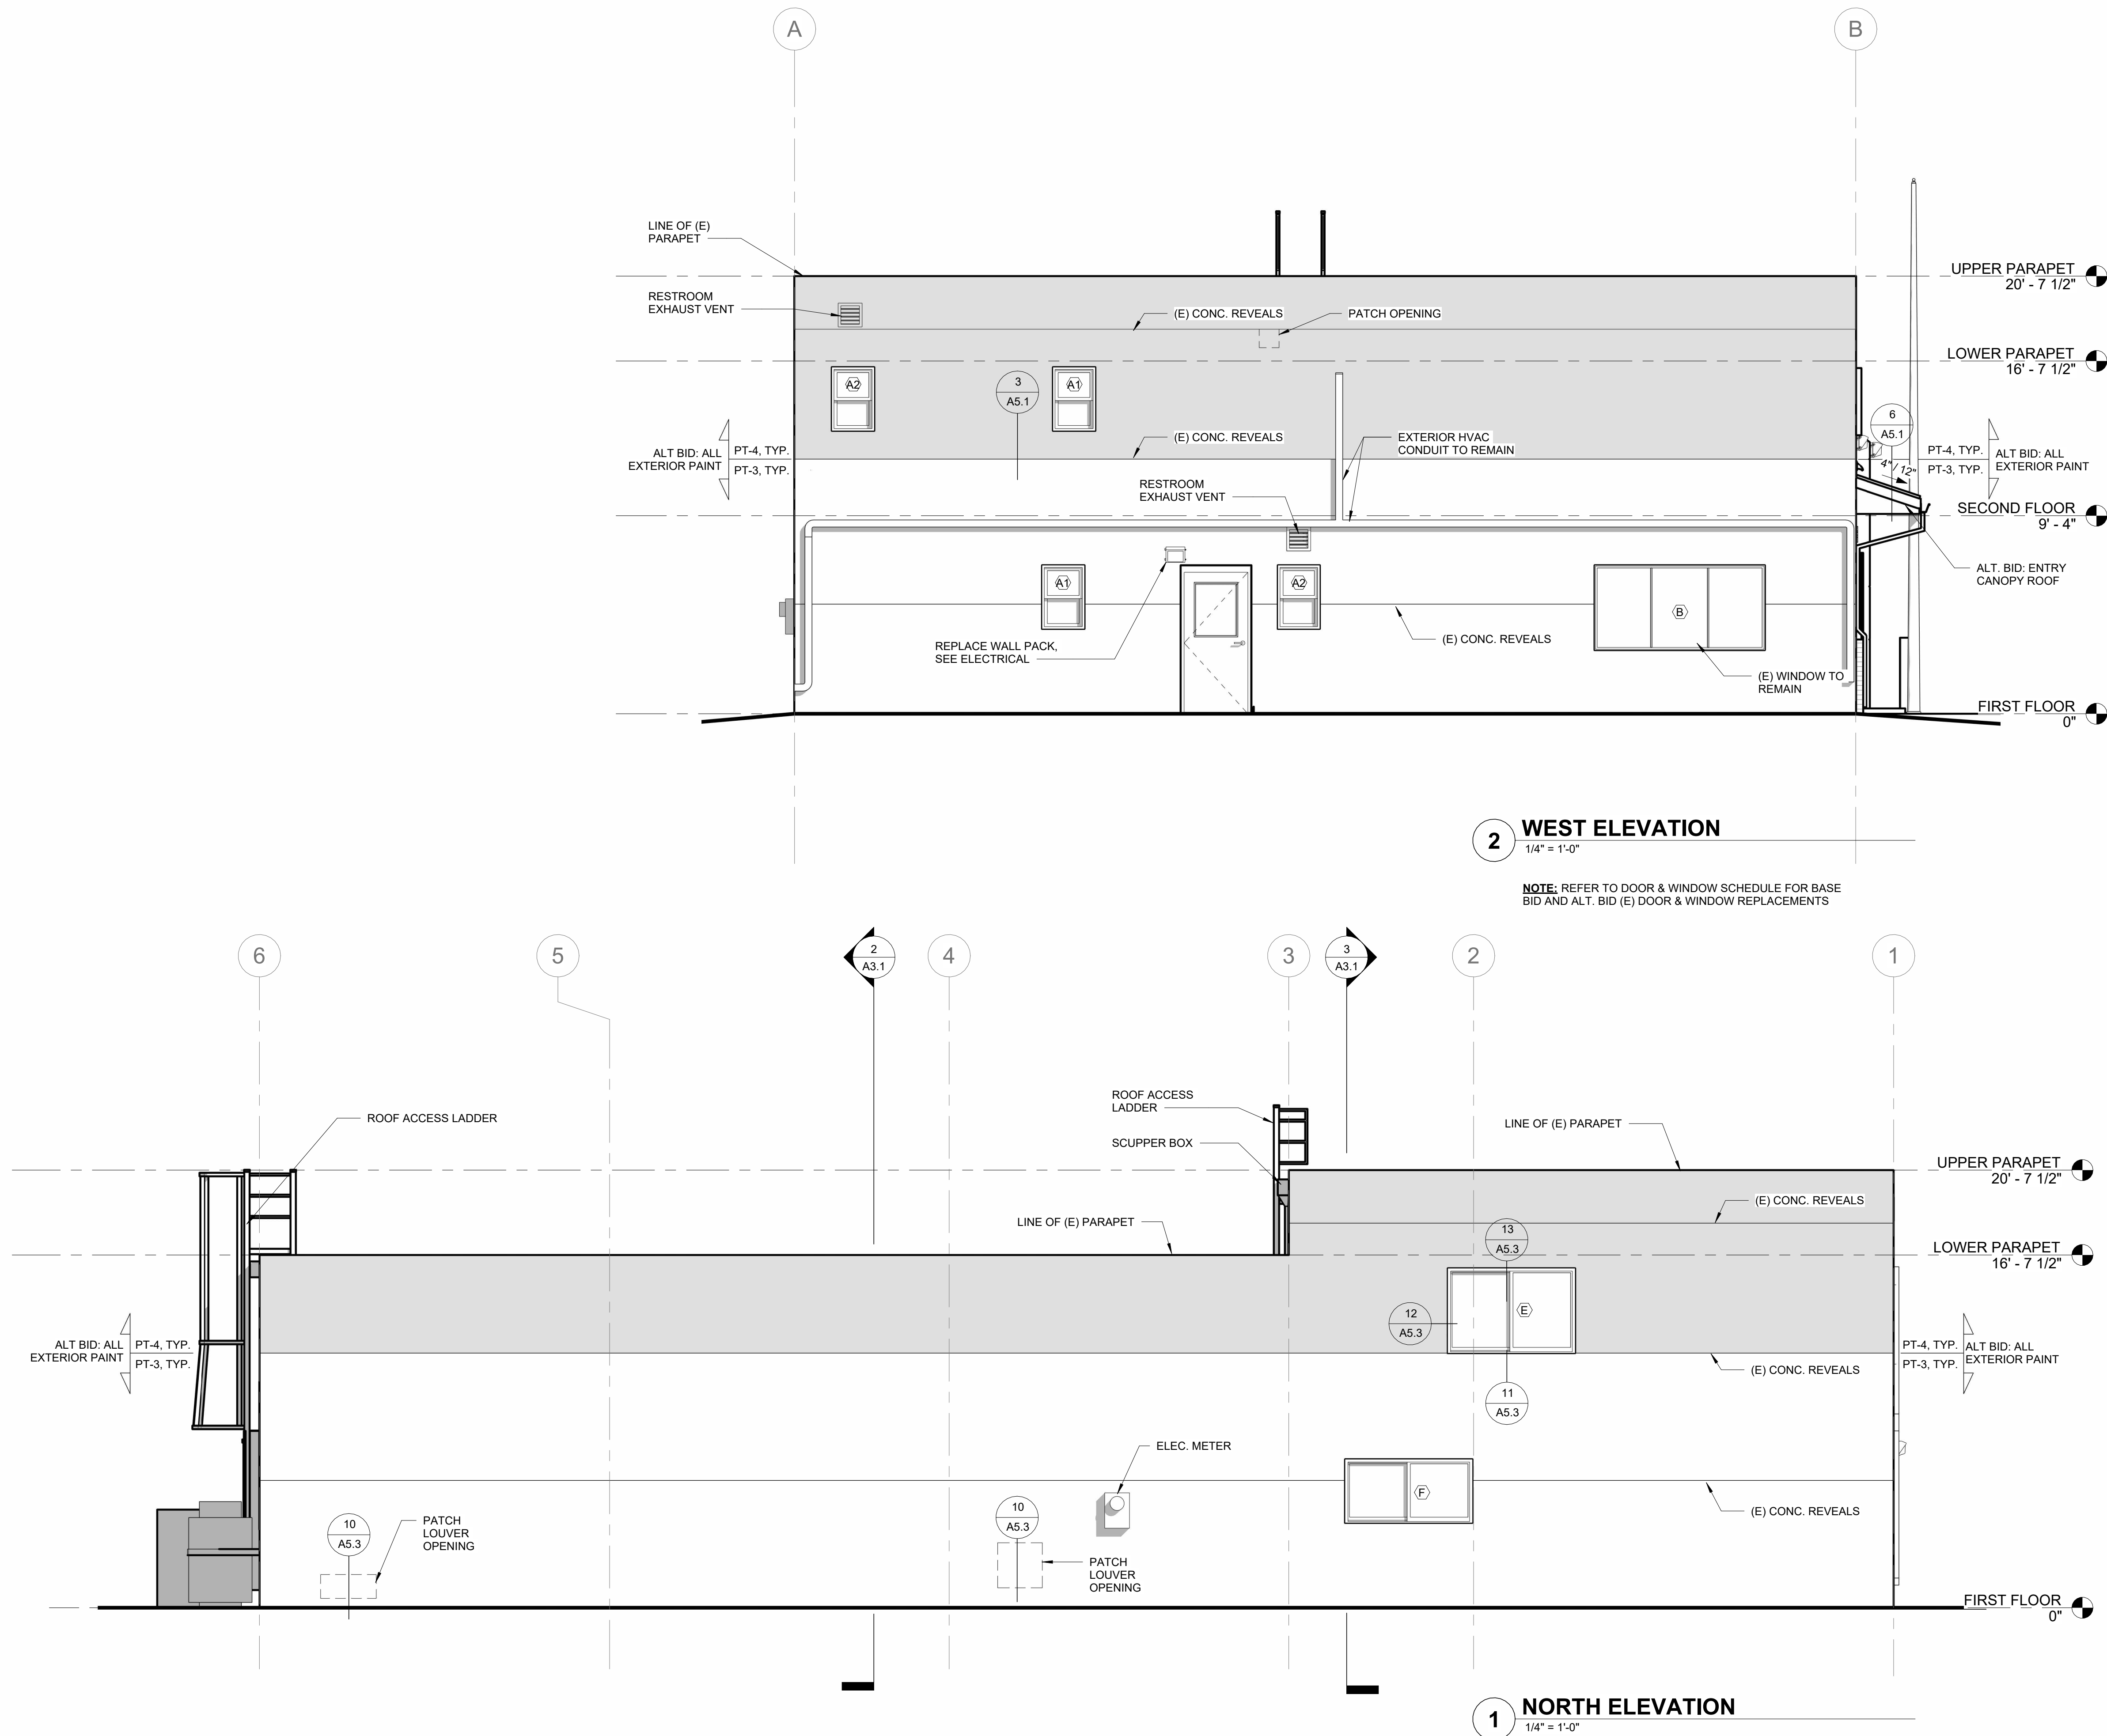 A
B
LINE OF (E)
PARAPET
UPPER PARAPET
20' - 7 1/2"
RESTROOM
EXHAUST VENT
(E) CONC. REVEALS
PATCH OPENING
LOWER PARAPET
16' - 7 1/2"
A2
3
A5.1
A1
6
A5.1
(E) CONC. REVEALS
EXTERIOR HVAC
CONDUIT TO REMAIN
ALT BID: ALL
EXTERIOR PAINT
PT-4, TYP.
PT-3, TYP.
PT-4, TYP.
PT-3, TYP.
ALT BID: ALL
EXTERIOR PAINT
4" / 12"
RESTROOM
EXHAUST VENT
SECOND FLOOR
9' - 4"
A1
A2
B
ALT. BID: ENTRY
CANOPY ROOF
REPLACE WALL PACK,
SEE ELECTRICAL
(E) CONC. REVEALS
(E) WINDOW TO
REMAIN
FIRST FLOOR
0"
2
WEST ELEVATION
1/4" = 1'-0"
NOTE: REFER TO DOOR & WINDOW SCHEDULE FOR BASE
BID AND ALT. BID (E) DOOR & WINDOW REPLACEMENTS
6
5
2
A3.1
4
3
3
A3.1
2
1
ROOF ACCESS LADDER
ROOF ACCESS
LADDER
SCUPPER BOX
LINE OF (E) PARAPET
UPPER PARAPET
20' - 7 1/2"
(E) CONC. REVEALS
LINE OF (E) PARAPET
13
A5.3
LOWER PARAPET
16' - 7 1/2"
12
A5.3
E
ALT BID: ALL
EXTERIOR PAINT
PT-4, TYP.
PT-3, TYP.
PT-4, TYP.
PT-3, TYP.
ALT BID: ALL
EXTERIOR PAINT
(E) CONC. REVEALS
11
A5.3
ELEC. METER
F
(E) CONC. REVEALS
10
A5.3
PATCH
LOUVER
OPENING
10
A5.3
PATCH
LOUVER
OPENING
FIRST FLOOR
0"
1
NORTH ELEVATION
1/4" = 1'-0"